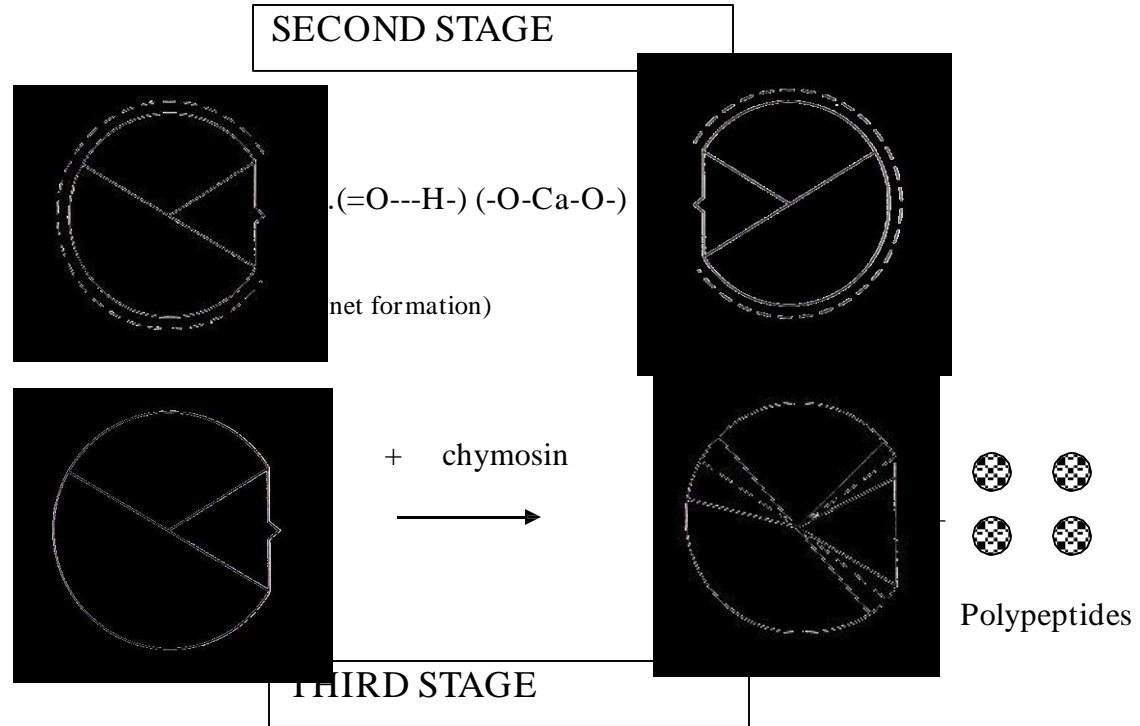 SECOND STAGE
.(=O---H-) (-O-Ca-O-)
net formation)
+ chymosin
-
Polypeptides
THIRD STAGE